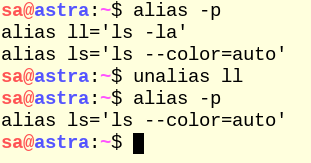 sa@astra:~$ alias -p
alias ll='ls -la'
alias ls='ls --color=auto'
sa@astra:~$ unalias ll
sa@astra:~$ alias -p
alias ls='ls --color=auto'
sa@astra:~$